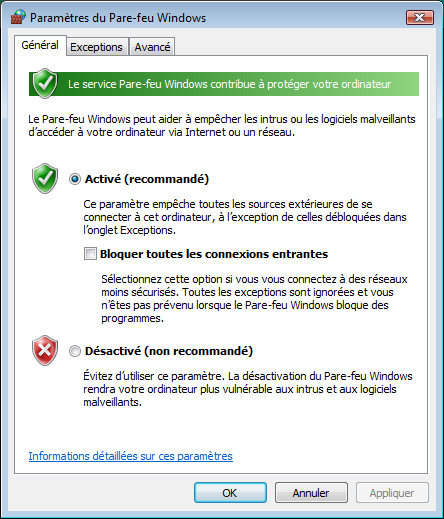 Paramètres du Pare-feu Windows
Général
Exceptions
Avancé
Le service Pare-feu Windows contribue à protéger votre ordinateur
Le Pare-feu Windows peut aider à empêcher les intrus ou les logiciels malveillants
d'accéder à votre ordinateur via Internet ou un réseau.
Activé (recommandé)
Ce paramètre empêche toutes les sources extérieures de se
connecter à cet ordinateur, à l'exception de celles débloquées dans
l'onglet Exceptions.
Bloquer toutes les connexions entrantes
Sélectionnez cette option si vous vous connectez à des réseaux
moins sécurisés. Toutes les exceptions sont ignorées et vous
n'êtes pas prévenu lorsque le Pare-feu Windows bloque des
programmes.
Désactivé (non recommandé)
Évitez d'utiliser ce paramètre. La désactivation du Pare-feu Windows
rendra votre ordinateur plus vulnérable aux intrus et aux logiciels
malveillants.
Informations détaillées sur ces paramètres
OK
Annuler
Appliquer